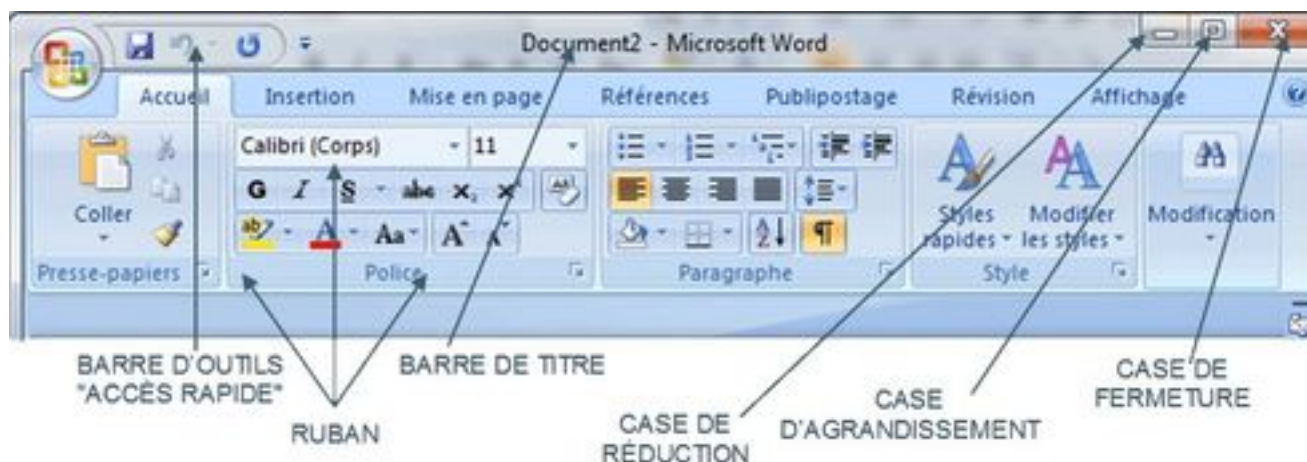 Document2 - Microsoft Word
Accueil Insertion Mise en page Références Publipostage Révision Affichage
Calibri (Corps) 11
G I S abc x, x
Aa A A
Coller
Styles rapides
Modifier les styles
Modification
Presse-papiers Police Paragraphe Style
BARRE D'OUTILS
"ACCÈS RAPIDE"
RUBAN
BARRE DE TITRE
CASE DE
RÉDUCTION
CASE
D'AGRANDISSEMENT
CASE DE
FERMETURE